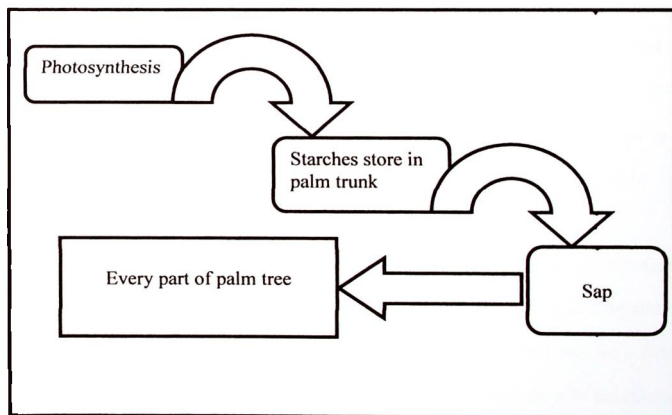 Photosynthesis
Starches store in
palm trunk
Every part of palm tree
Sap